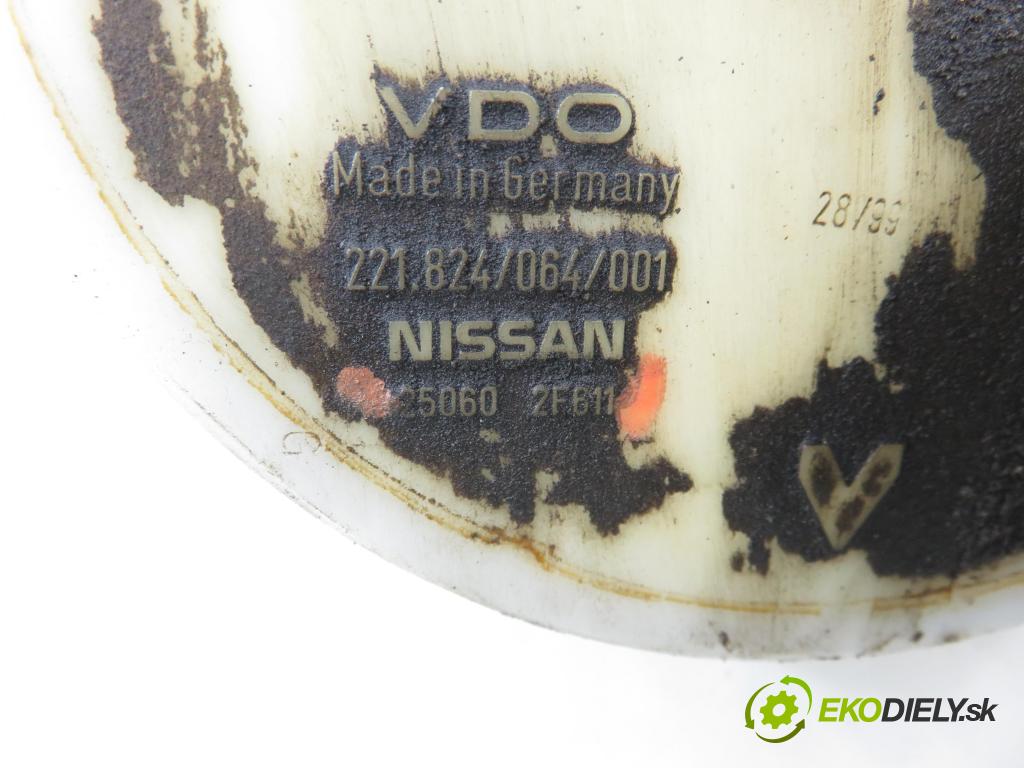 VDO
Made in Germany
28/99
221.824/064/001
NISSAN
25060 2F611
EKODIELY.sk